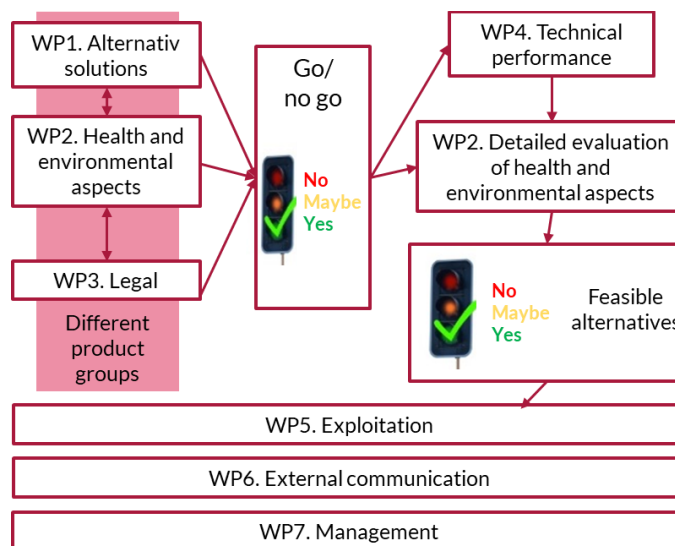 WP1. Alternativ
solutions
WP2. Health and
environmental
aspects
WP3. Legal
Different
product
groups
Go/
no go
No
Maybe
Yes
WP4. Technical
performance
WP2. Detailed evaluation
of health and
environmental aspects
No
Maybe
Yes
Feasible
alternatives
WP5. Exploitation
WP6. External communication
WP7. Management